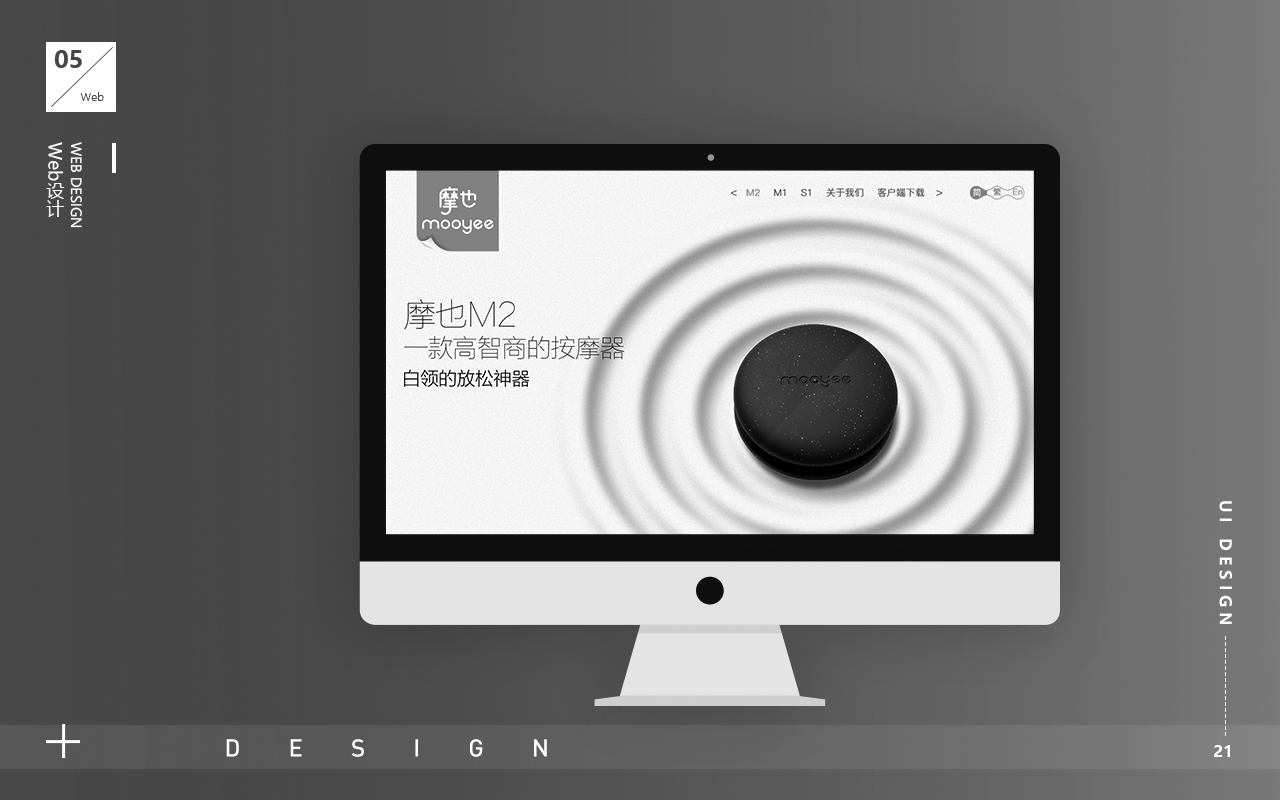 05
Web
WEB DESIGN
Web设计
摩也
mooyee
< M2 M1 S1 关于我们 客户端下载 >
简 繁 En
摩也M2
一款高智商的按摩器
白领的放松神器
mooyee
UI DESIGN
DESIGN
21